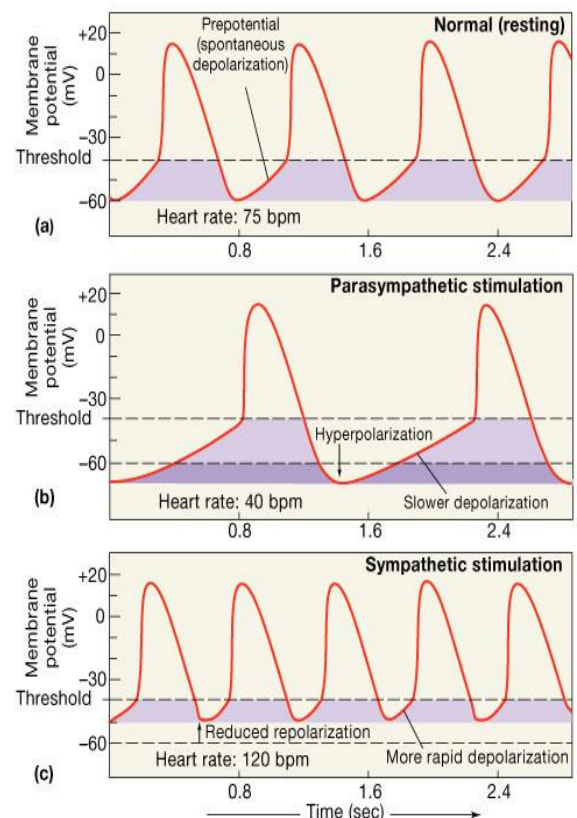 Normal (resting)
Prepotential
(spontaneous
depolarization)
Membrane
potential
(mV)
+20
0
−30
Threshold
−60
Heart rate: 75 bpm
(a)
0.8
1.6
2.4
Parasympathetic stimulation
Membrane
potential
(mV)
+20
0
−30
Threshold
Hyperpolarization
−60
Slower depolarization
Heart rate: 40 bpm
(b)
0.8
1.6
2.4
Sympathetic stimulation
Membrane
potential
(mV)
+20
0
−30
Threshold
Reduced repolarization
−60
More rapid depolarization
Heart rate: 120 bpm
(c)
0.8
1.6
2.4
Time (sec)